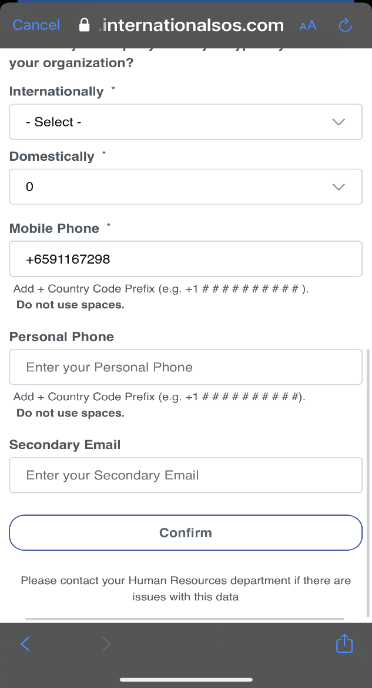 Cancel .internationalsos.com AA
your organization?
Internationally *
- Select -
Domestically *
0
Mobile Phone *
+6591167298
Add + Country Code Prefix (e.g. +1 # # # # # # # # # # ).
Do not use spaces.
Personal Phone
Enter your Personal Phone
Add + Country Code Prefix (e.g. +1 # # # # # # # # # #).
Do not use spaces.
Secondary Email
Enter your Secondary Email
Confirm
Please contact your Human Resources department if there are
issues with this data